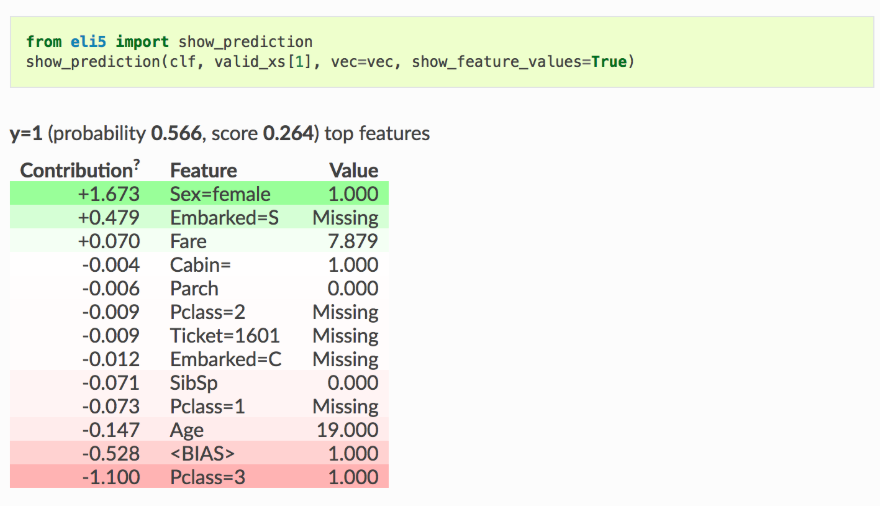 from eli5 import show_prediction
show_prediction(clf, valid_xs[1], vec=vec, show_feature_values=True)
y=1 (probability 0.566, score 0.264) top features
Contribution? Feature Value
+1.673 Sex=female 1.000
+0.479 Embarked=S Missing
+0.070 Fare 7.879
-0.004 Cabin= 1.000
-0.006 Parch 0.000
-0.009 Pclass=2 Missing
-0.009 Ticket=1601 Missing
-0.012 Embarked=C Missing
-0.071 SibSp 0.000
-0.073 Pclass=1 Missing
-0.147 Age 19.000
-0.528 <BIAS> 1.000
-1.100 Pclass=3 1.000